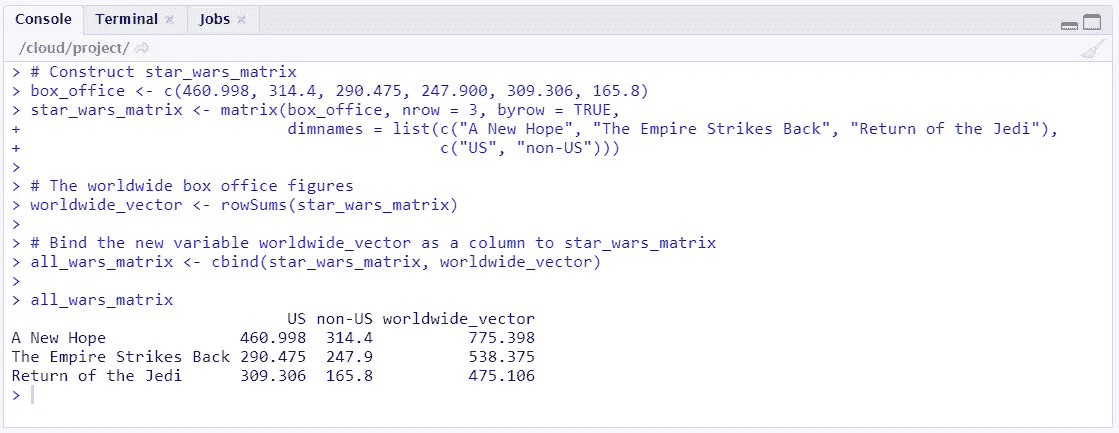 Console Terminal × Jobs ×
/cloud/project/
> # Construct star_wars_matrix
> box_office <- c(460.998, 314.4, 290.475, 247.900, 309.306, 165.8)
> star_wars_matrix <- matrix(box_office, nrow = 3, byrow = TRUE,
+                            dimnames = list(c("A New Hope", "The Empire Strikes Back", "Return of the Jedi"),
+                                            c("US", "non-US")))
>
> # The worldwide box office figures
> worldwide_vector <- rowSums(star_wars_matrix)
>
> # Bind the new variable worldwide_vector as a column to star_wars_matrix
> all_wars_matrix <- cbind(star_wars_matrix, worldwide_vector)
>
> all_wars_matrix
                             US non-US worldwide_vector
A New Hope              460.998  314.4          775.398
The Empire Strikes Back 290.475  247.9          538.375
Return of the Jedi      309.306  165.8          475.106
>